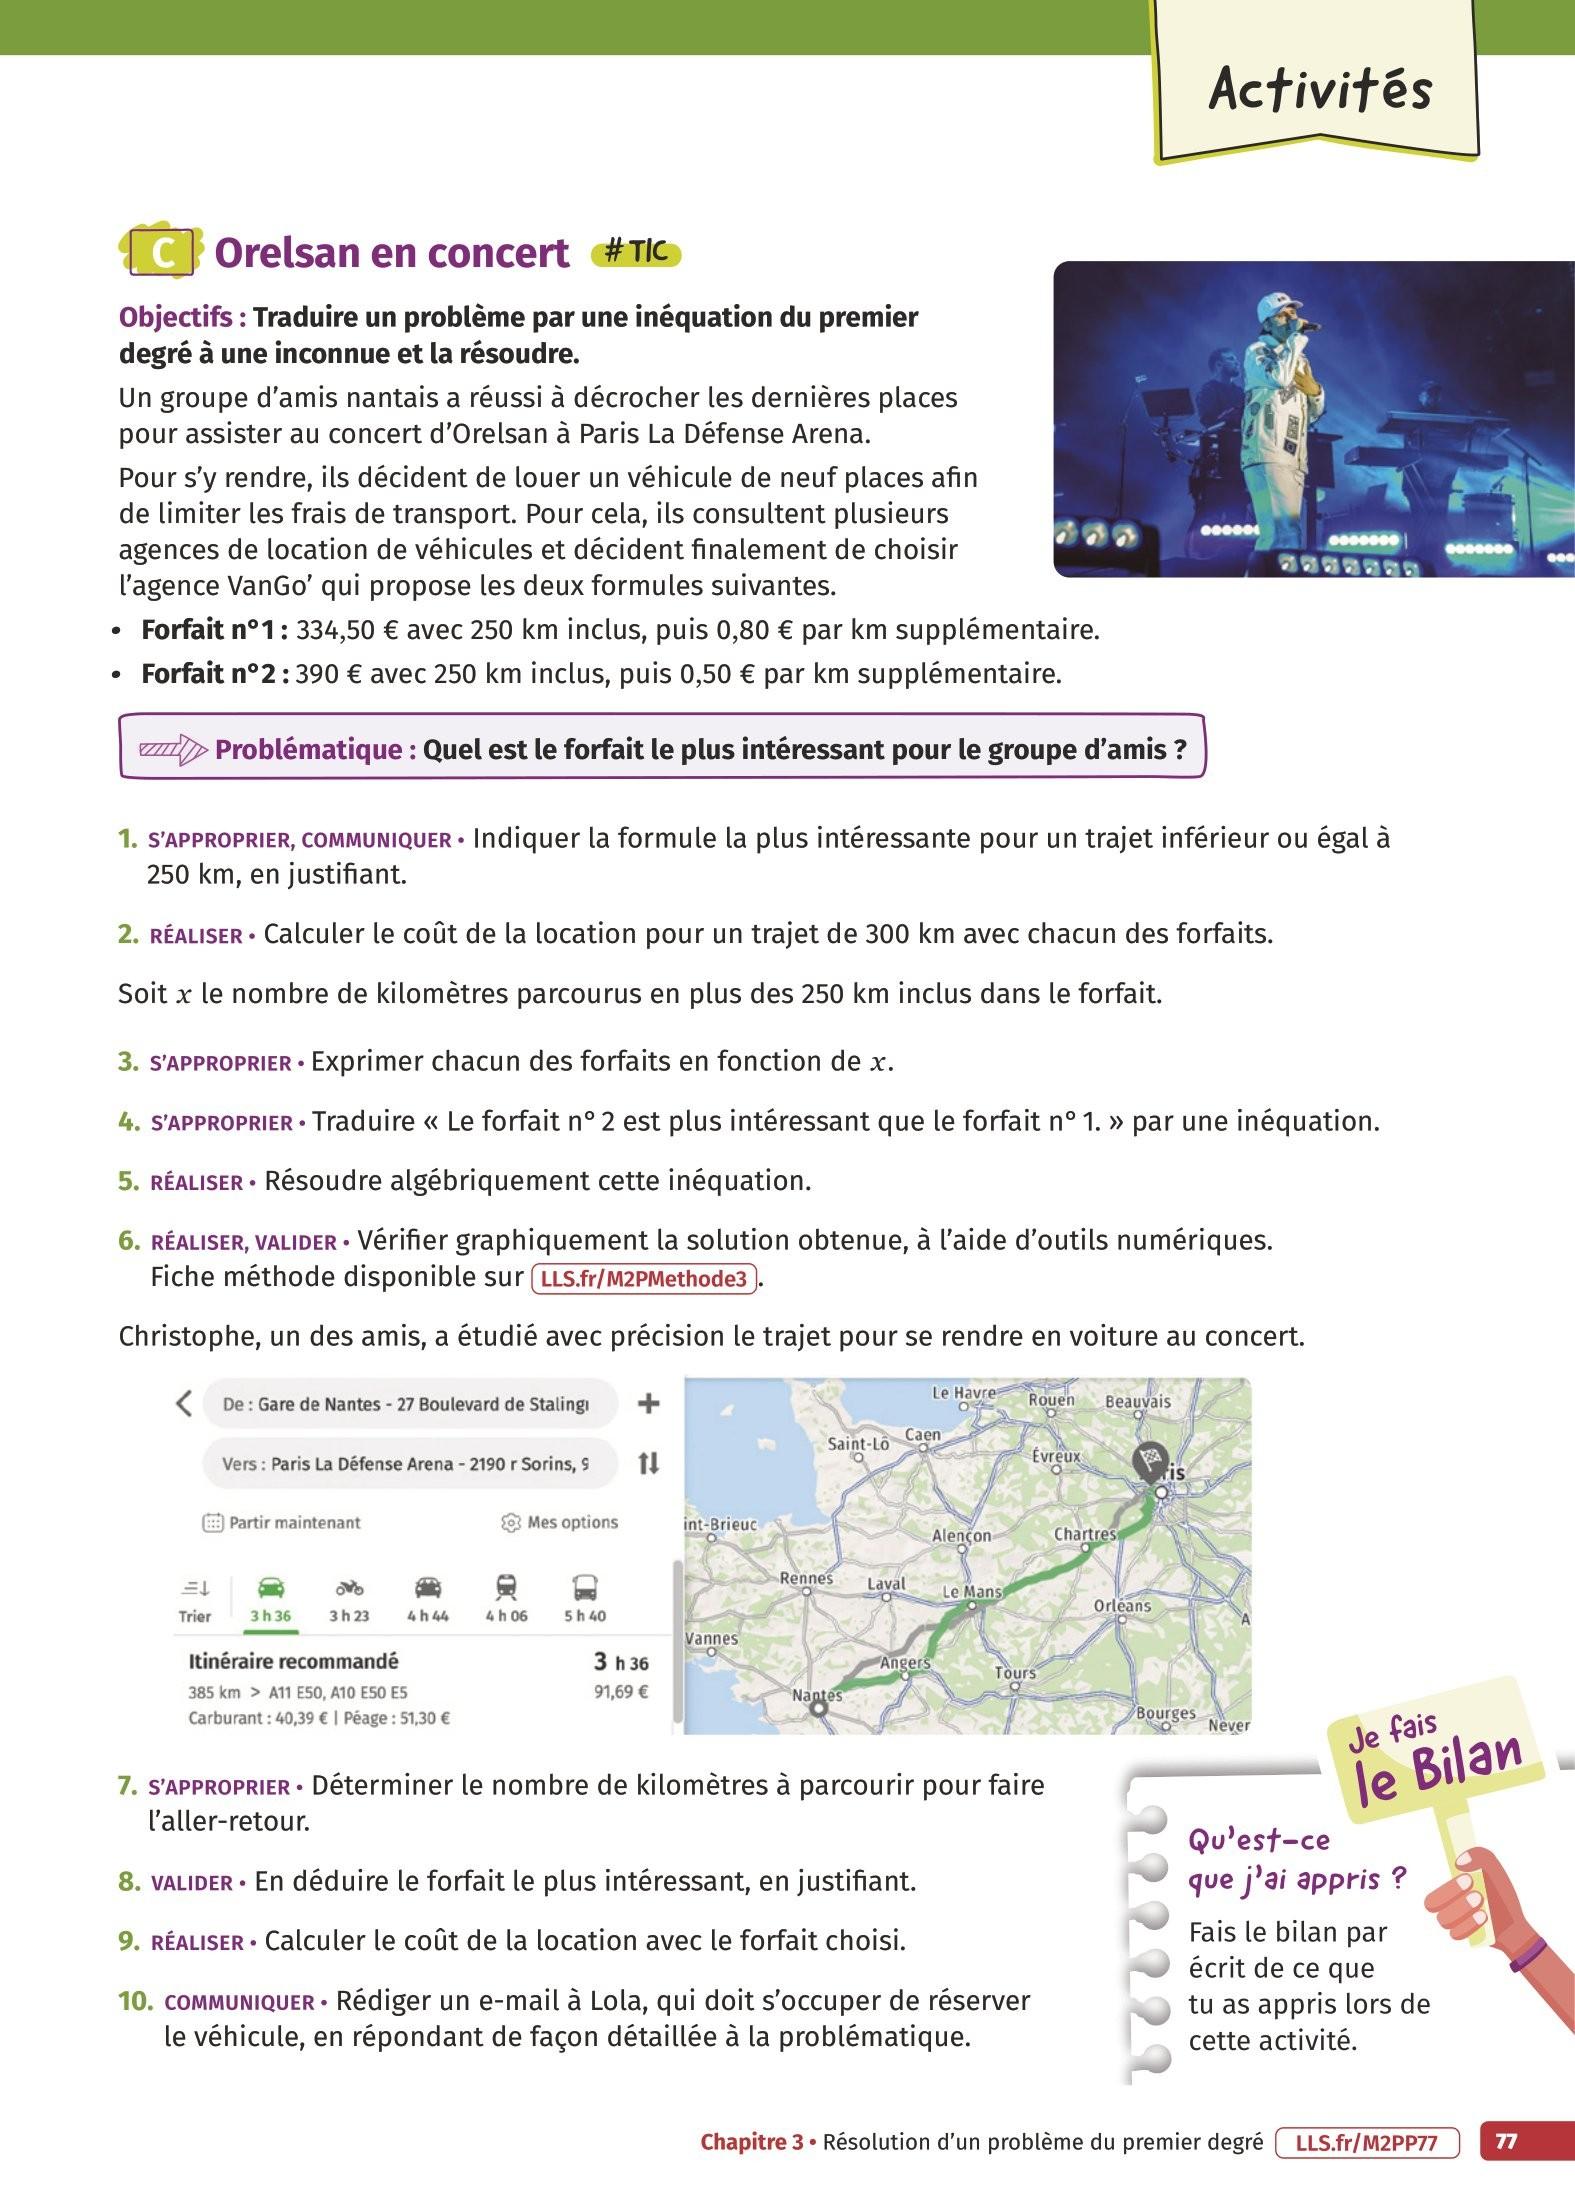 Activités
C Orelsan en concert # TIC
Objectifs : Traduire un problème par une inéquation du premier
degré à une inconnue et la résoudre.
Un groupe d’amis nantais a réussi à décrocher les dernières places
pour assister au concert d’Orelsan à Paris La Défense Arena.
Pour s’y rendre, ils décident de louer un véhicule de neuf places afin
de limiter les frais de transport. Pour cela, ils consultent plusieurs
agences de location de véhicules et décident finalement de choisir
l’agence VanGo’ qui propose les deux formules suivantes.
• Forfait n°1 : 334,50 € avec 250 km inclus, puis 0,80 € par km supplémentaire.
• Forfait n°2 : 390 € avec 250 km inclus, puis 0,50 € par km supplémentaire.
Problématique : Quel est le forfait le plus intéressant pour le groupe d’amis ?
1. S’APPROPRIER, COMMUNIQUER • Indiquer la formule la plus intéressante pour un trajet inférieur ou égal à
250 km, en justifiant.
2. RÉALISER • Calculer le coût de la location pour un trajet de 300 km avec chacun des forfaits.
Soit x le nombre de kilomètres parcourus en plus des 250 km inclus dans le forfait.
3. S’APPROPRIER • Exprimer chacun des forfaits en fonction de x.
4. S’APPROPRIER • Traduire « Le forfait n° 2 est plus intéressant que le forfait n° 1. » par une inéquation.
5. RÉALISER • Résoudre algébriquement cette inéquation.
6. RÉALISER, VALIDER • Vérifier graphiquement la solution obtenue, à l’aide d’outils numériques.
Fiche méthode disponible sur LLS.fr/M2PMethode3 .
Christophe, un des amis, a étudié avec précision le trajet pour se rendre en voiture au concert.
De : Gare de Nantes - 27 Boulevard de Stalingr
Vers : Paris La Défense Arena - 2190 r Sorins, 9
Partir maintenant Mes options
Trier 3 h 36 3 h 23 4 h 44 4 h 06 5 h 40
Itinéraire recommandé 3 h 36
385 km > A11 E50, A10 E50 E5 91,69 €
Carburant : 40,39 € | Péage : 51,30 €
Le Havre
Rouen
Beauvais
Saint-Lô
Caen
Évreux
ris
int-Brieuc
Alençon
Chartres
Rennes
Laval
Le Mans
Orléans
A
Vannes
Angers
Tours
Nantes
Bourges
Never
7. S’APPROPRIER • Déterminer le nombre de kilomètres à parcourir pour faire
l’aller-retour.
8. VALIDER • En déduire le forfait le plus intéressant, en justifiant.
9. RÉALISER • Calculer le coût de la location avec le forfait choisi.
10. COMMUNIQUER • Rédiger un e-mail à Lola, qui doit s’occuper de réserver
le véhicule, en répondant de façon détaillée à la problématique.
Je fais
le Bilan
Qu’est-ce
que j’ai appris ?
Fais le bilan par
écrit de ce que
tu as appris lors de
cette activité.
Chapitre 3 • Résolution d’un problème du premier degré LLS.fr/M2PP77 77